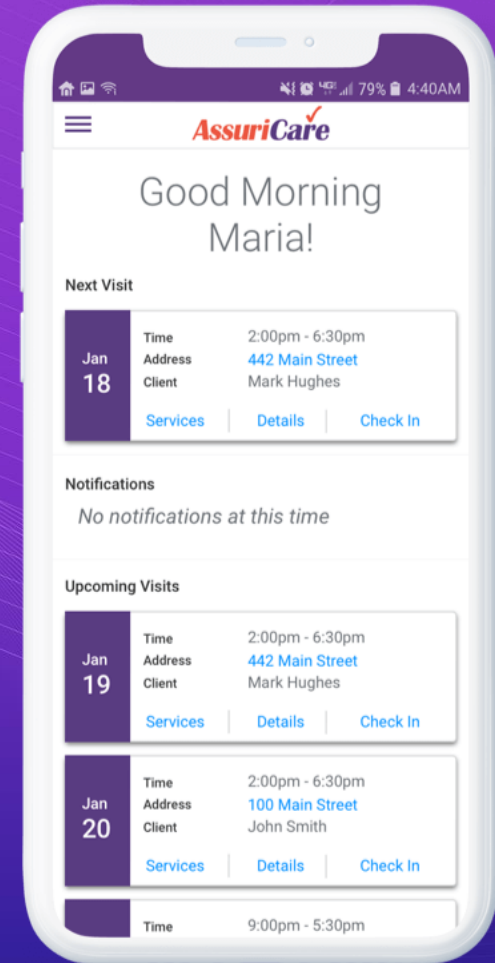 79% 4:40AM
AssuriCare
Good Morning
Maria!
Next Visit
Jan
18
Time 2:00pm - 6:30pm
Address 442 Main Street
Client Mark Hughes
Services Details Check In
Notifications
No notifications at this time
Upcoming Visits
Jan
19
Time 2:00pm - 6:30pm
Address 442 Main Street
Client Mark Hughes
Services Details Check In
Jan
20
Time 2:00pm - 6:30pm
Address 100 Main Street
Client John Smith
Services Details Check In
Time 9:00pm - 5:30pm